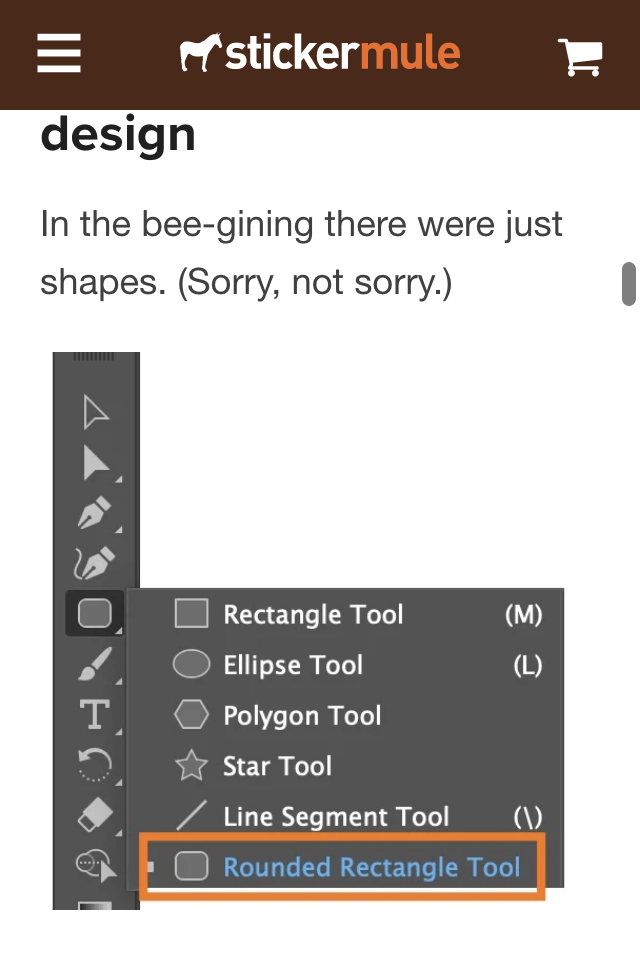 stickermule
design
In the bee-gining there were just
shapes. (Sorry, not sorry.)
Rectangle Tool (M)
Ellipse Tool (L)
Polygon Tool
Star Tool
Line Segment Tool (\)
Rounded Rectangle Tool
T